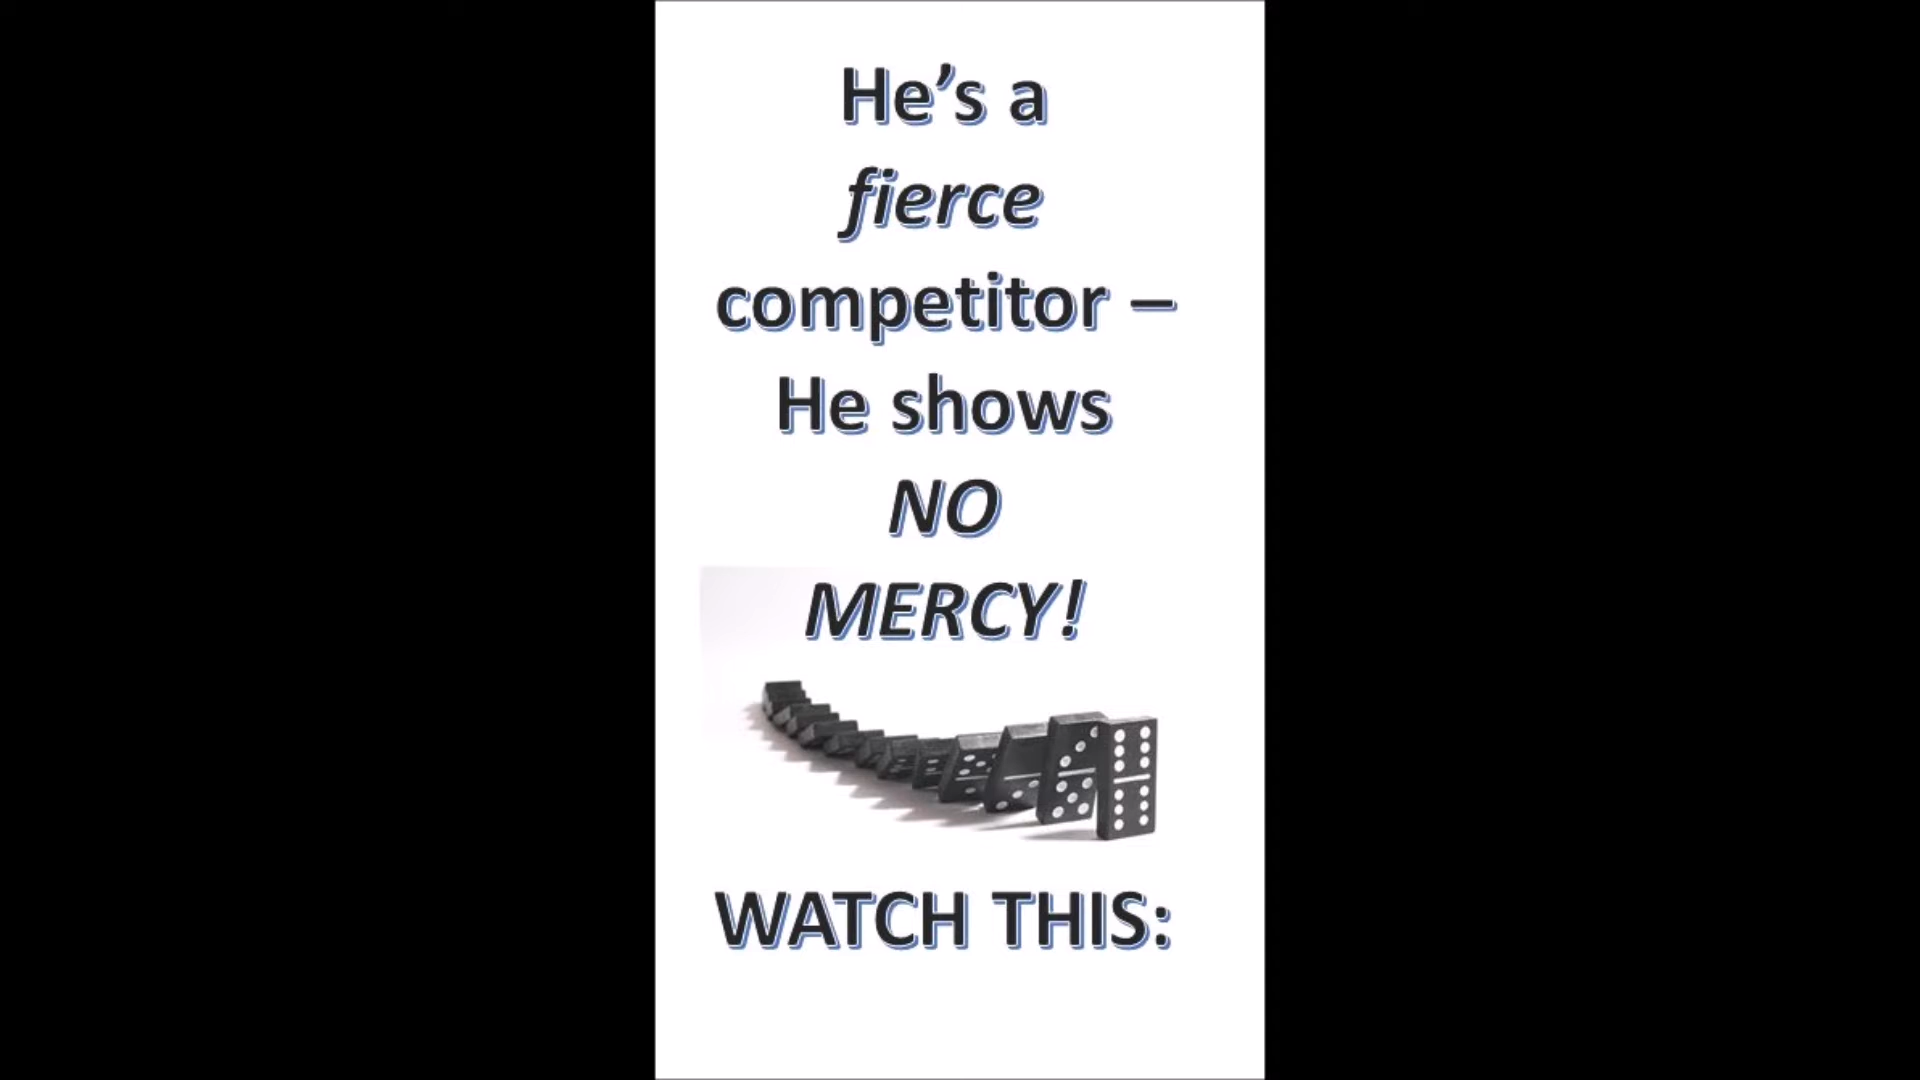 He’s a
fierce
competitor –
He shows
NO
MERCY!
WATCH THIS: